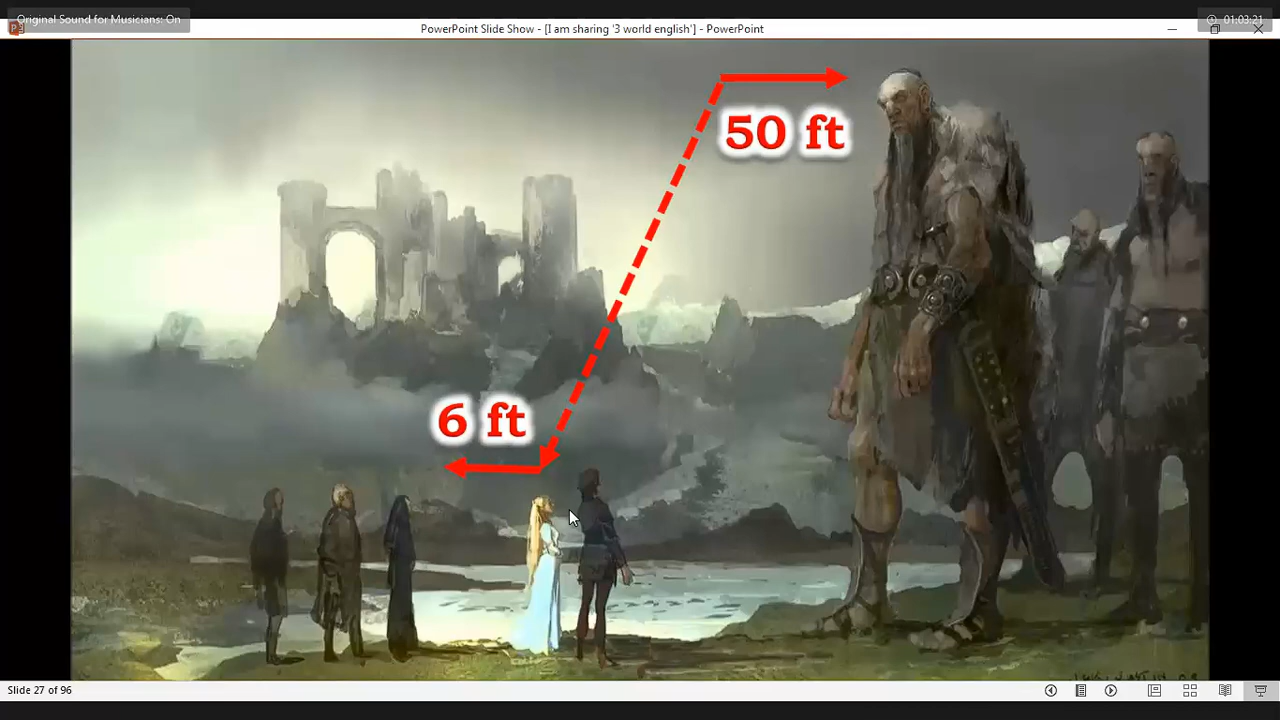 Original Sound for Musicians: On
PowerPoint Slide Show - [I am sharing '3 world english'] - PowerPoint
01:03:21
50 ft
6 ft
Slide 27 of 96